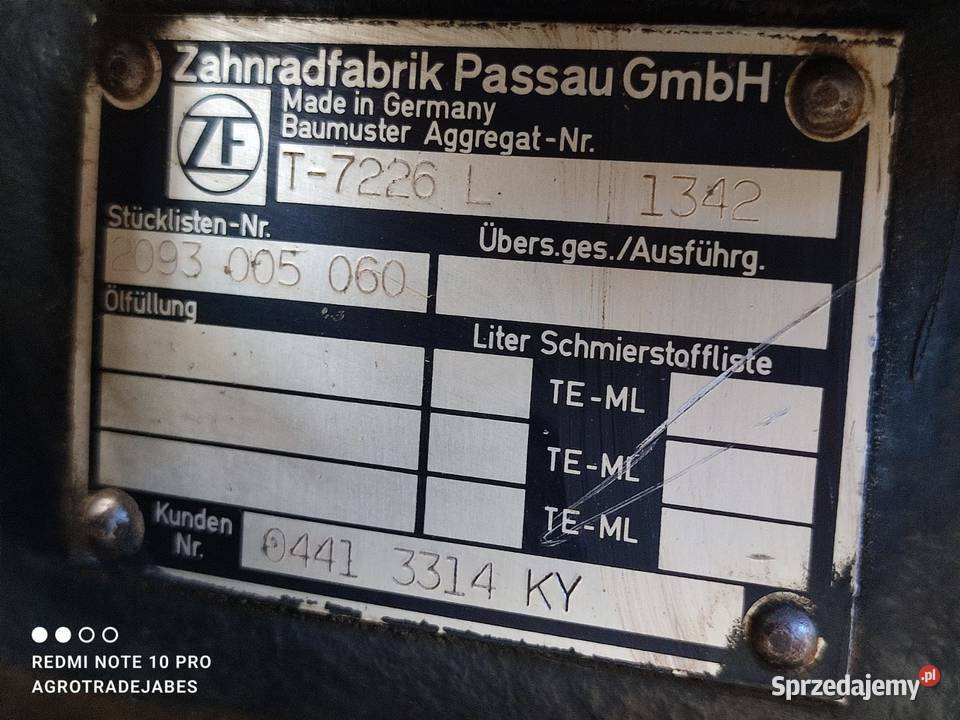 Zahnradfabrik Passau GmbH
ZF
Made in Germany
Baumuster Aggregat-Nr.
T-7226 L 1342
Stücklisten-Nr.
Übers.ges./Ausführg.
2093 005 060
Ölfüllung
Liter Schmierstoffliste
TE-ML
TE-ML
TE-ML
Kunden
Nr.
0441 3314 KY
REDMI NOTE 10 PRO
AGROTRADEJABES
Sprzedajemy.pl